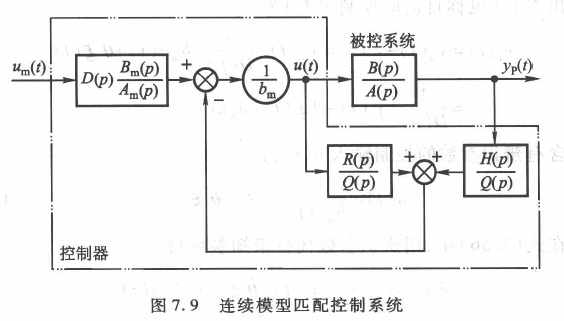 被控系统
u_m(t)
D(p) B_m(p)/A_m(p)
+
−
1/b_m
u(t)
B(p)/A(p)
y_P(t)
R(p)/Q(p)
+
+
H(p)/Q(p)
控制器
图 7.9 连续模型匹配控制系统